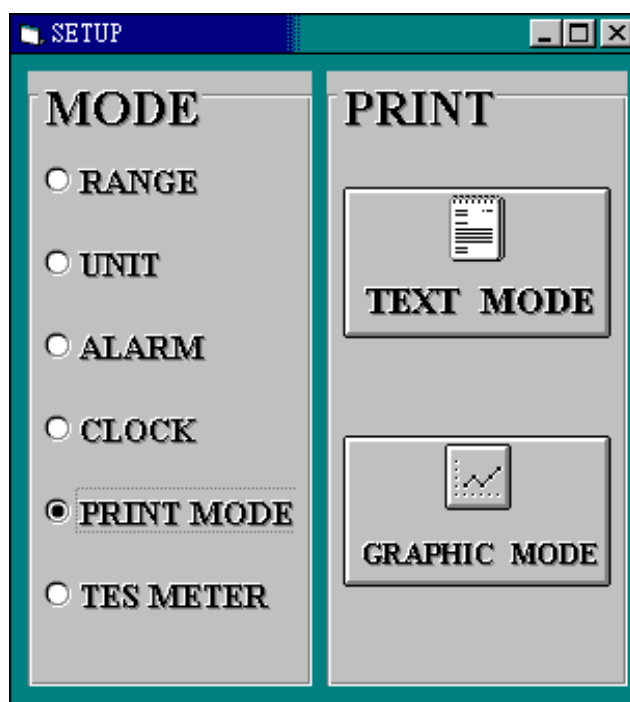 SETUP
MODE
RANGE
UNIT
ALARM
CLOCK
PRINT MODE
TES METER
PRINT
TEXT MODE
GRAPHIC MODE